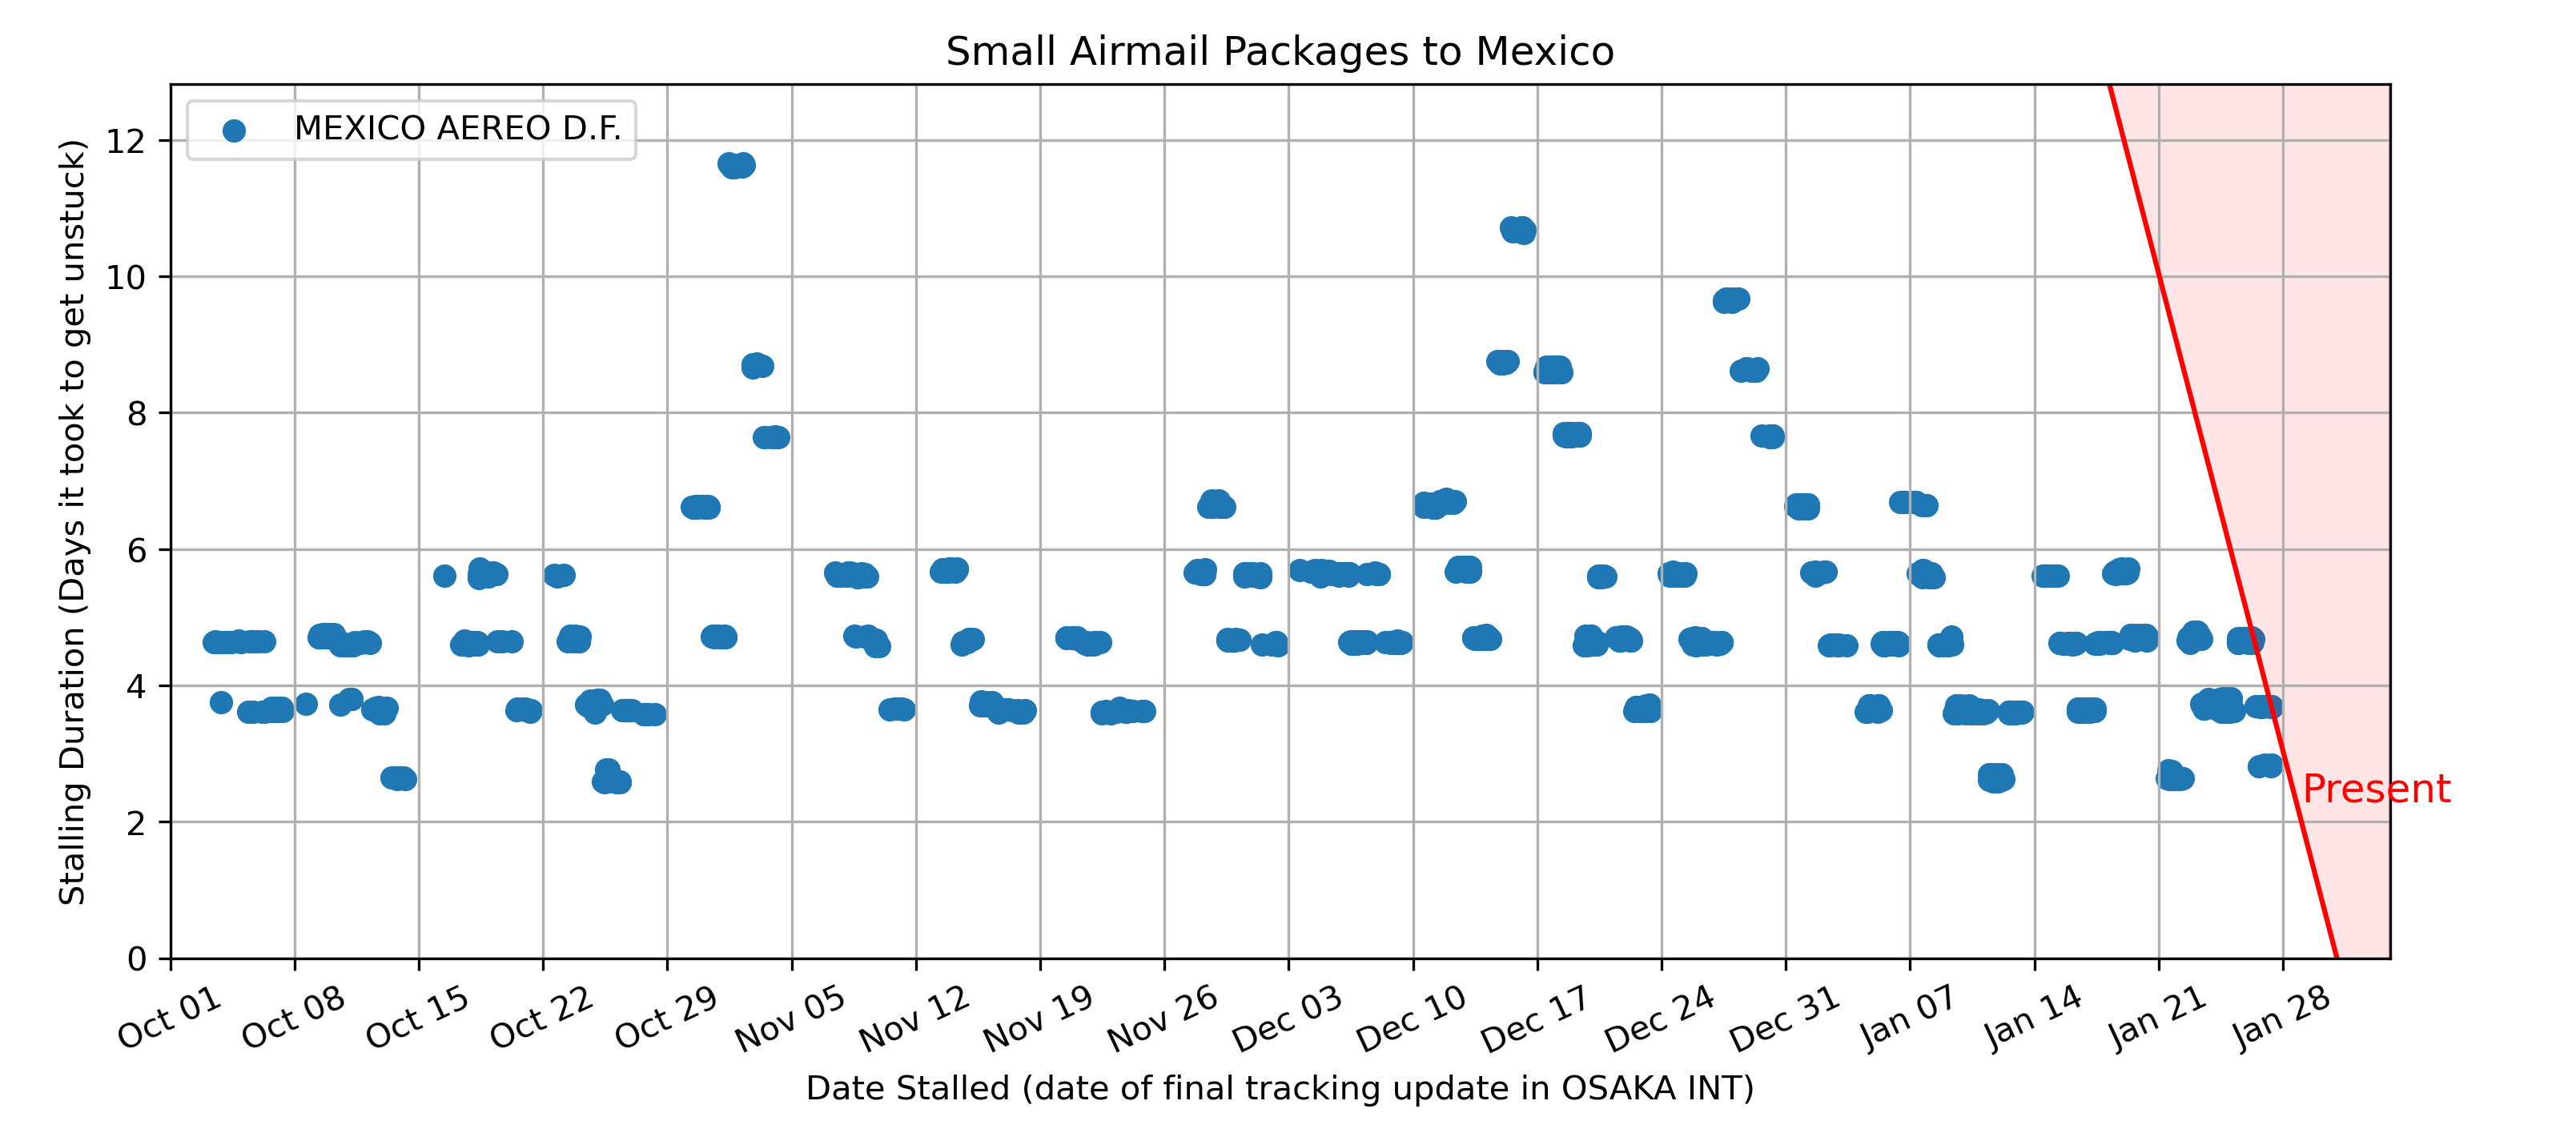 Small Airmail Packages to Mexico
MEXICO AEREO D.F.
Stalling Duration (Days it took to get unstuck)
12
10
8
6
4
2
0
Present
Oct 01
Oct 08
Oct 15
Oct 22
Oct 29
Nov 05
Nov 12
Nov 19
Nov 26
Dec 03
Dec 10
Dec 17
Dec 24
Dec 31
Jan 07
Jan 14
Jan 21
Jan 28
Date Stalled (date of final tracking update in OSAKA INT)